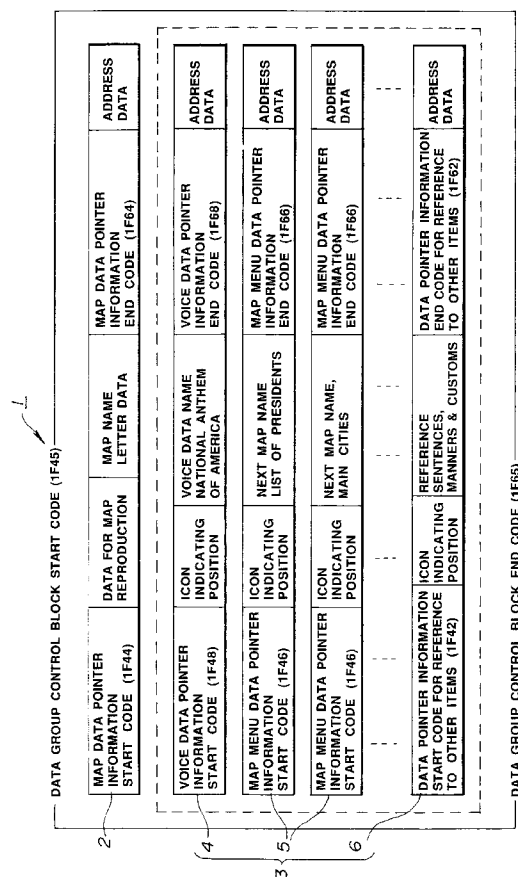 1
DATA GROUP CONTROL BLOCK START CODE (1F45)
2
MAP DATA POINTER
INFORMATION
START CODE (1F44)
DATA FOR MAP
REPRODUCTION
MAP NAME
LETTER DATA
MAP DATA POINTER
INFORMATION
END CODE (1F64)
ADDRESS
DATA
3
4
VOICE DATA POINTER
INFORMATION
START CODE (1F48)
ICON
INDICATING
POSITION
VOICE DATA NAME
NATIONAL ANTHEM
OF AMERICA
VOICE DATA POINTER
INFORMATION
END CODE (1F68)
ADDRESS
DATA
5
MAP MENU DATA POINTER
INFORMATION
START CODE (1F46)
ICON
INDICATING
POSITION
NEXT MAP NAME
LIST OF PRESIDENTS
MAP MENU DATA POINTER
INFORMATION
END CODE (1F66)
ADDRESS
DATA
MAP MENU DATA POINTER
INFORMATION
START CODE (1F46)
ICON
INDICATING
POSITION
NEXT MAP NAME,
MAIN CITIES
MAP MENU DATA POINTER
INFORMATION
END CODE (1F66)
ADDRESS
DATA
6
DATA POINTER INFORMATION
START CODE FOR REFERENCE
TO OTHER ITEMS (1F42)
ICON
INDICATING
POSITION
REFERENCE
SENTENCES,
MANNERS & CUSTOMS
DATA POINTER INFORMATION
END CODE FOR REFERENCE
TO OTHER ITEMS (1F62)
ADDRESS
DATA
DATA GROUP CONTROL BLOCK END CODE (1F65)